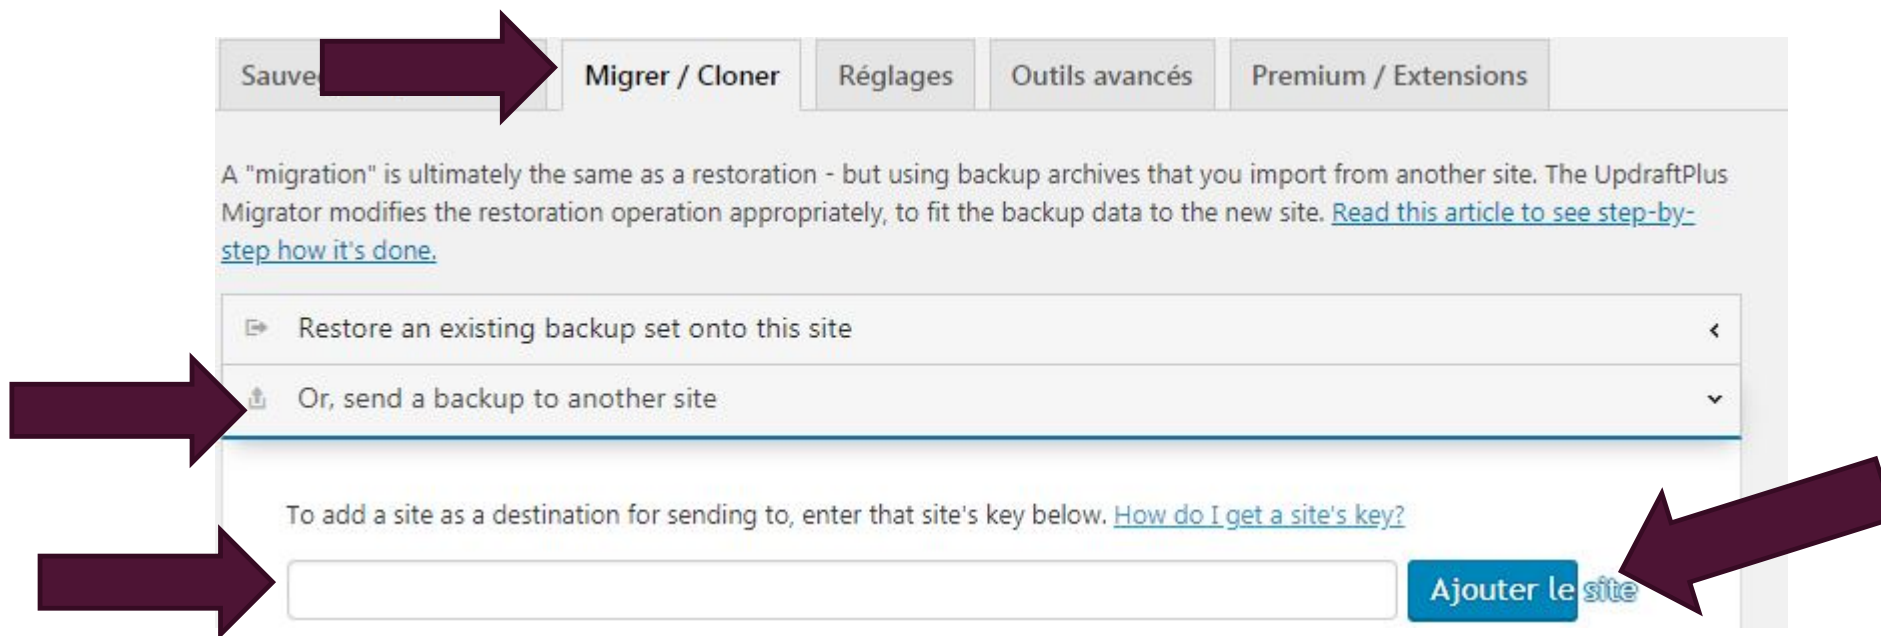 Migrer / Cloner Réglages Outils avancés Premium / Extensions
A "migration" is ultimately the same as a restoration - but using backup archives that you import from another site. The UpdraftPlus
Migrator modifies the restoration operation appropriately, to fit the backup data to the new site. Read this article to see step-by-
step how it's done.
Restore an existing backup set onto this site
Or, send a backup to another site
To add a site as a destination for sending to, enter that site's key below. How do I get a site's key?
Ajouter le site